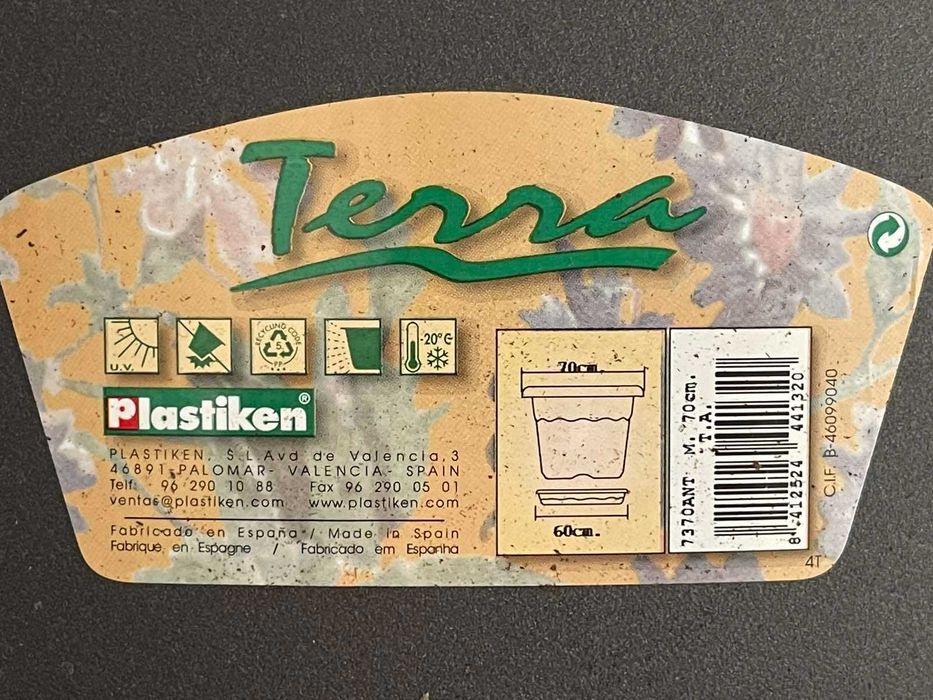 Terra
U.V.
RECYCLING CODE
5
-20°C
Plastiken®
PLASTIKEN, S.L. Avd de Valencia,3
46891-PALOMAR- VALENCIA- SPAIN
Telf: 96 290 10 88 Fax 96 290 05 01
ventas@plastiken.com www.plastiken.com
Fabricado en España / Made in Spain
Fabrique en Espagne / Fabricado em Espanha
70cm.
60cm.
7370ANT M. 70cm.
T.A.
8 412524 441320
C.I.F. B-46099040
4T